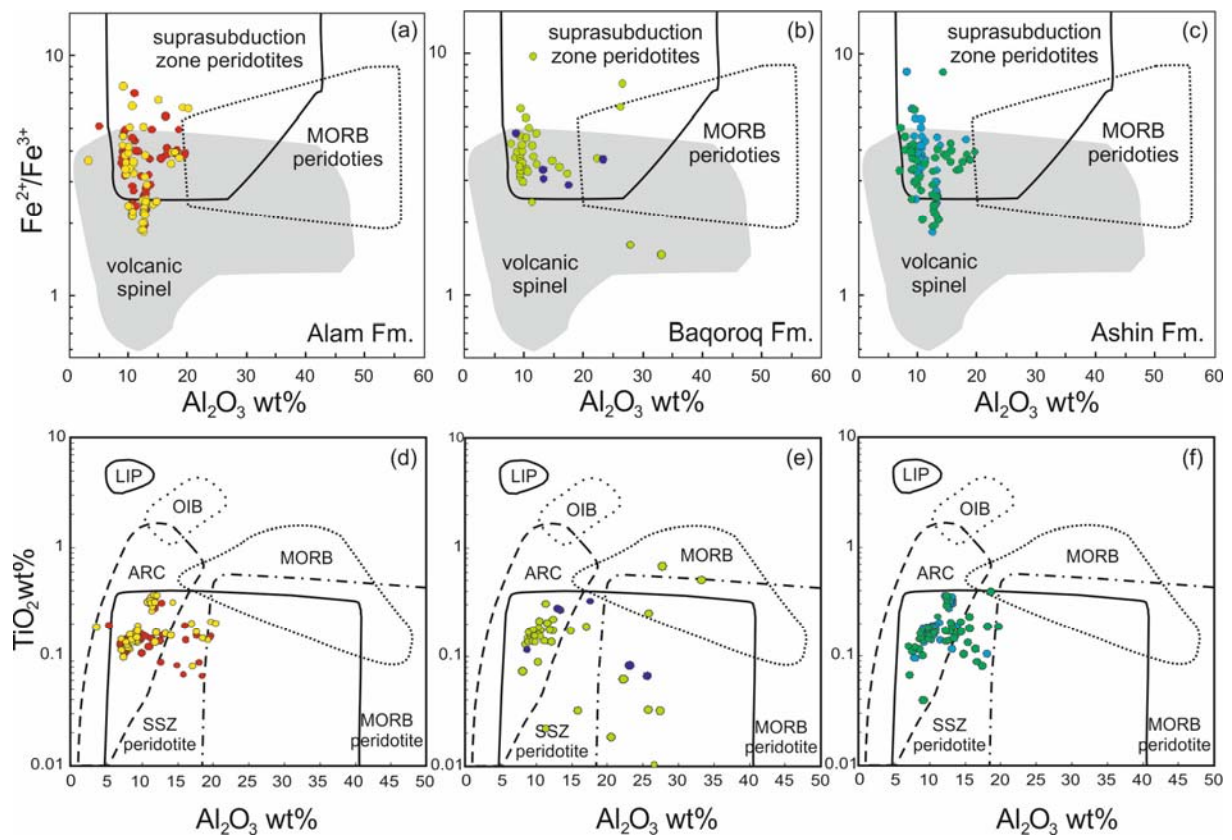 (a)
suprasubduction
zone peridotites
MORB
peridoties
volcanic
spinel
Alam Fm.
Fe2+/Fe3+
10
1
0 10 20 30 40 50 60
Al2O3 wt%
(b)
suprasubduction
zone peridotites
MORB
peridoties
volcanic
spinel
Baqoroq Fm.
10
1
0 10 20 30 40 50 60
Al2O3 wt%
(c)
suprasubduction
zone peridotites
MORB
peridoties
volcanic
spinel
Ashin Fm.
10
1
0 10 20 30 40 50 60
Al2O3 wt%
(d)
LIP
OIB
MORB
ARC
SSZ
peridotite
MORB
peridotite
TiO2wt%
10
1
0.1
0.01
0 5 10 15 20 25 30 35 40 45 50
Al2O3 wt%
(e)
LIP
OIB
MORB
ARC
SSZ
peridotite
MORB
peridotite
10
1
0.1
0.01
0 5 10 15 20 25 30 35 40 45 50
Al2O3 wt%
(f)
LIP
OIB
MORB
ARC
SSZ
peridotite
MORB
peridotite
10
1
0.1
0.01
0 5 10 15 20 25 30 35 40 45 50
Al2O3 wt%